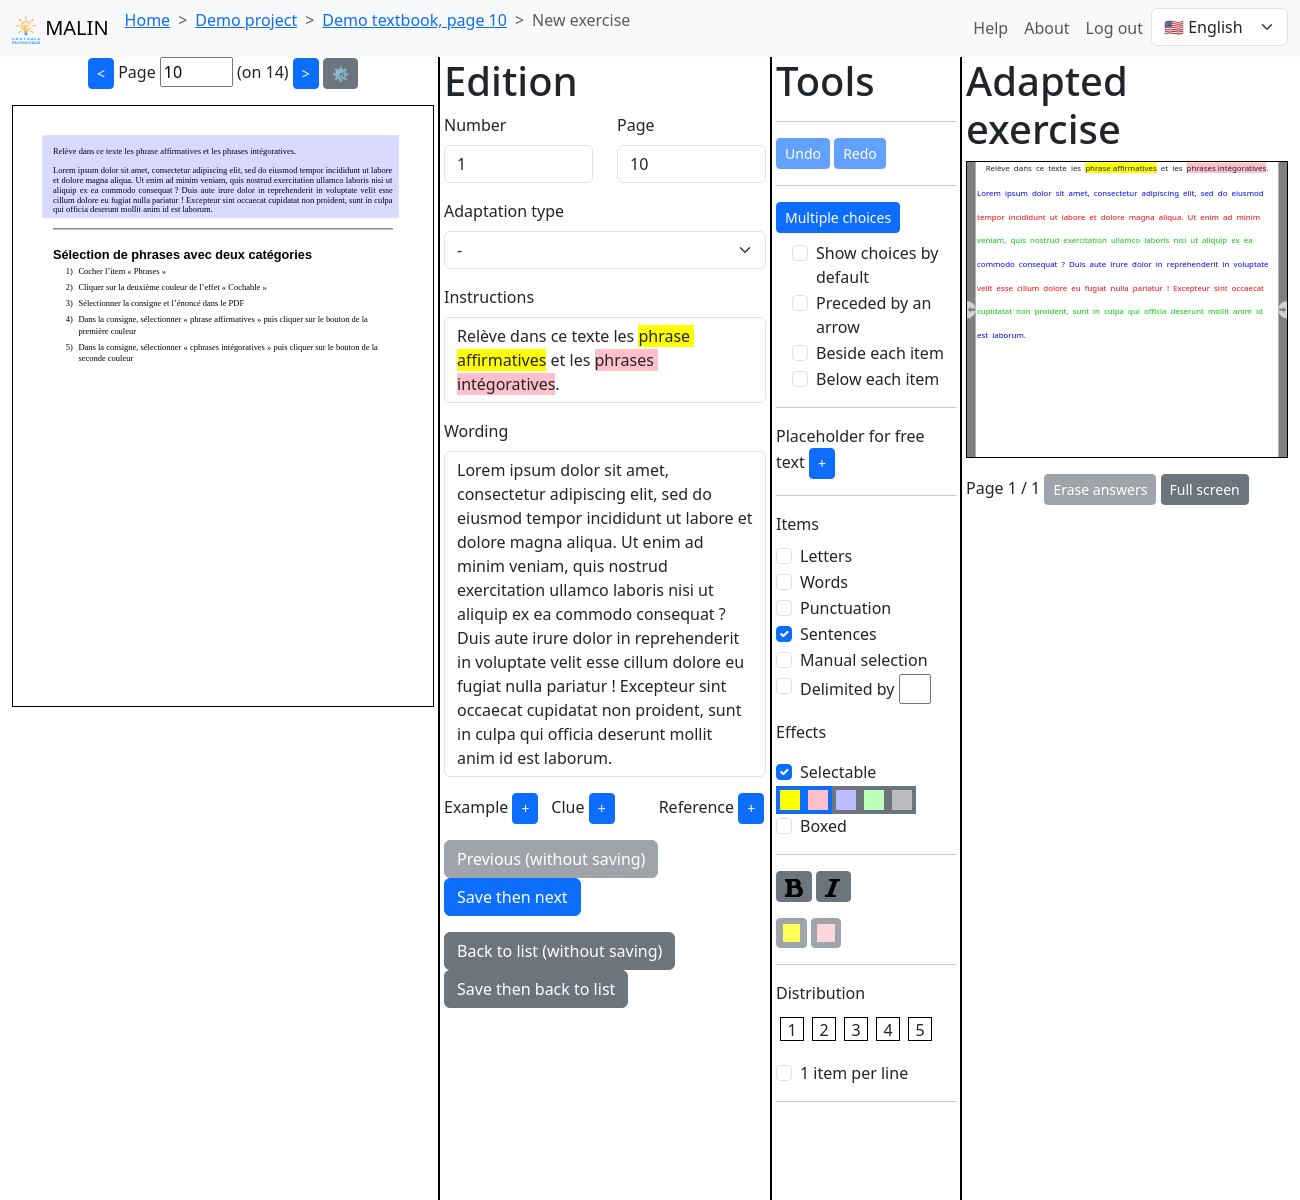 MALIN Home > Demo project > Demo textbook, page 10 > New exercise Help About Log out 🇺🇸 English
< Page 10 (on 14) > ⚙️
Relève dans ce texte les phrase affirmatives et les phrases intégoratives.
Lorem ipsum dolor sit amet, consectetur adipiscing elit, sed do eiusmod tempor incididunt ut labore
et dolore magna aliqua. Ut enim ad minim veniam, quis nostrud exercitation ullamco laboris nisi ut
aliquip ex ea commodo consequat ? Duis aute irure dolor in reprehenderit in voluptate velit esse
cillum dolore eu fugiat nulla pariatur ! Excepteur sint occaecat cupidatat non proident, sunt in culpa
qui officia deserunt mollit anim id est laborum.
Sélection de phrases avec deux catégories
1) Cocher l’item « Phrases »
2) Cliquer sur la deuxième couleur de l’effet « Cochable »
3) Sélectionner la consigne et l’énoncé dans le PDF
4) Dans la consigne, sélectionner « phrase affirmatives » puis cliquer sur le bouton de la
première couleur
5) Dans la consigne, sélectionner « cphrases intégoratives » puis cliquer sur le bouton de la
seconde couleur
Edition
Number Page
1 10
Adaptation type
-
Instructions
Relève dans ce texte les phrase
affirmatives et les phrases
intégoratives.
Wording
Lorem ipsum dolor sit amet,
consectetur adipiscing elit, sed do
eiusmod tempor incididunt ut labore et
dolore magna aliqua. Ut enim ad
minim veniam, quis nostrud
exercitation ullamco laboris nisi ut
aliquip ex ea commodo consequat ?
Duis aute irure dolor in reprehenderit
in voluptate velit esse cillum dolore eu
fugiat nulla pariatur ! Excepteur sint
occaecat cupidatat non proident, sunt
in culpa qui officia deserunt mollit
anim id est laborum.
Example + Clue + Reference +
Previous (without saving)
Save then next
Back to list (without saving)
Save then back to list
Tools
Undo Redo
Multiple choices
Show choices by
default
Preceded by an
arrow
Beside each item
Below each item
Placeholder for free
text +
Items
Letters
Words
Punctuation
Sentences
Manual selection
Delimited by
Effects
Selectable
Boxed
B I
Distribution
1 2 3 4 5
1 item per line
Adapted
exercise
Relève dans ce texte les phrase affirmatives et les phrases intégoratives.
Lorem ipsum dolor sit amet, consectetur adipiscing elit, sed do eiusmod
tempor incididunt ut labore et dolore magna aliqua. Ut enim ad minim
veniam, quis nostrud exercitation ullamco laboris nisi ut aliquip ex ea
commodo consequat ? Duis aute irure dolor in reprehenderit in voluptate
velit esse cillum dolore eu fugiat nulla pariatur ! Excepteur sint occaecat
cupidatat non proident, sunt in culpa qui officia deserunt mollit anim id
est laborum.
Page 1 / 1 Erase answers Full screen